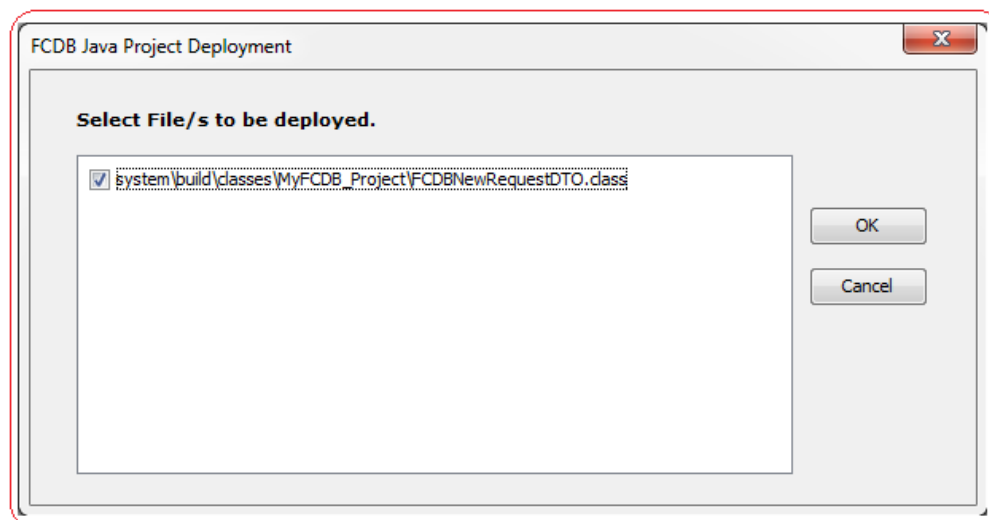 FCDB Java Project Deployment
Select File/s to be deployed.
system\build\classes\MyFCDB_Project\FCDBNewRequestDTO.class
OK
Cancel